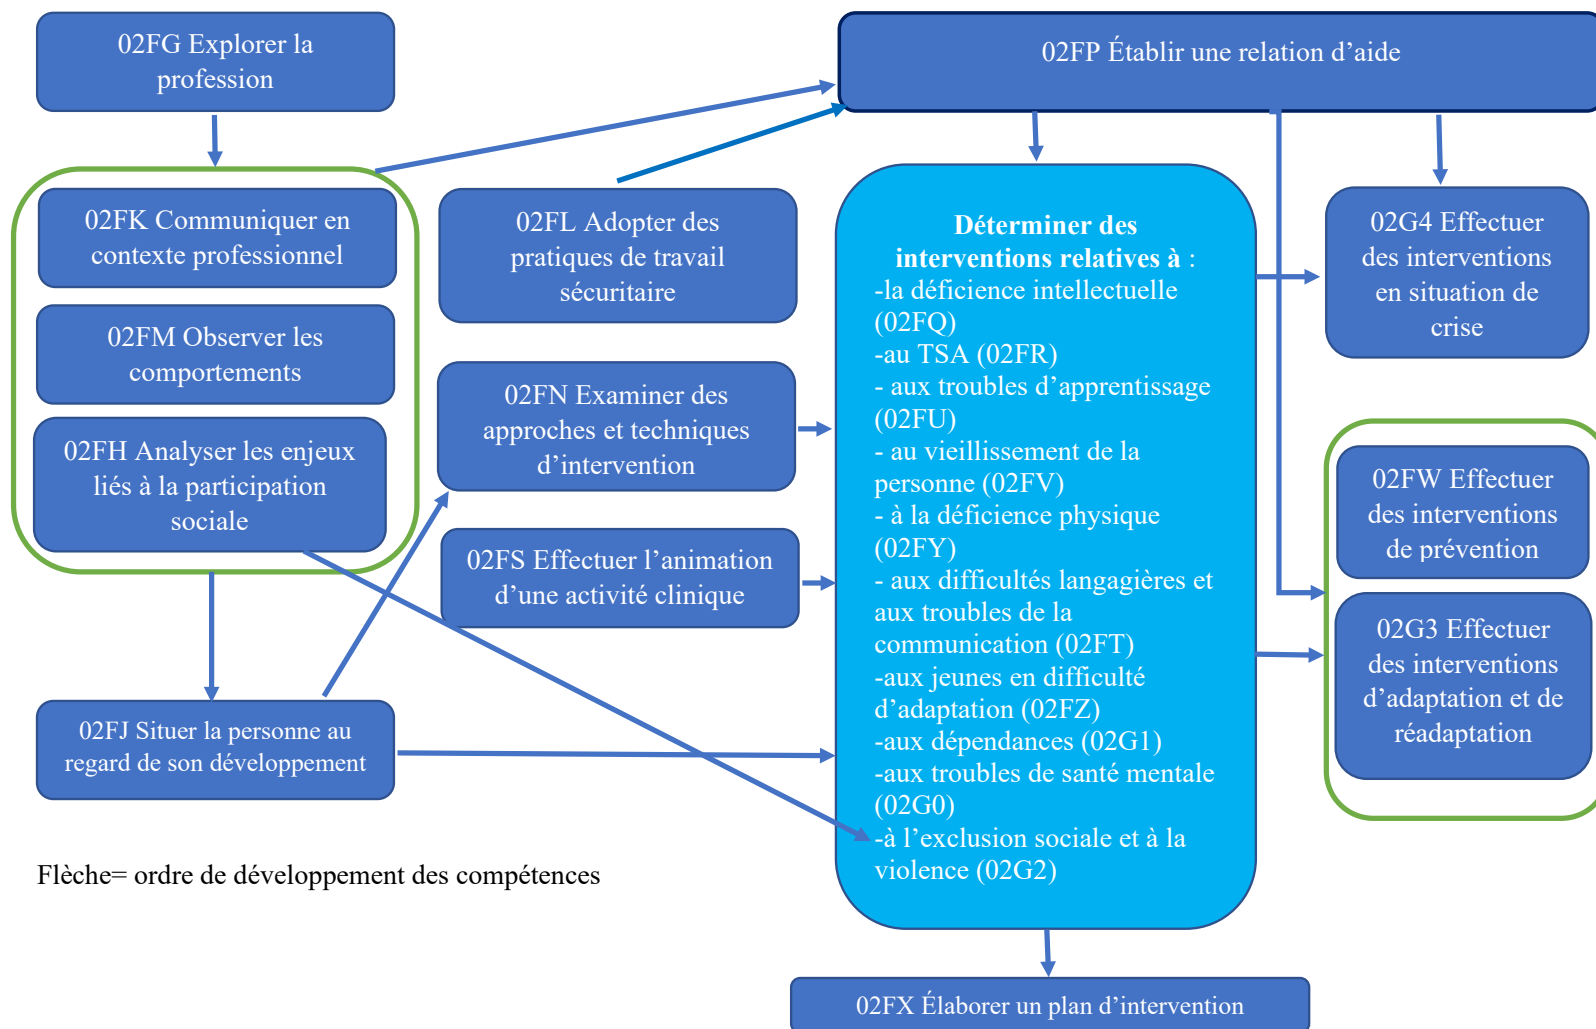 02FG Explorer la
profession
02FP Établir une relation d’aide
02FK Communiquer en
contexte professionnel
02FM Observer les
comportements
02FH Analyser les enjeux
liés à la participation
sociale
02FL Adopter des
pratiques de travail
sécuritaire
02FN Examiner des
approches et techniques
d’intervention
02FS Effectuer l’animation
d’une activité clinique
02FJ Situer la personne au
regard de son développement
Déterminer des
interventions relatives à :
-la déficience intellectuelle
(02FQ)
-au TSA (02FR)
- aux troubles d’apprentissage
(02FU)
- au vieillissement de la
personne (02FV)
- à la déficience physique
(02FY)
- aux difficultés langagières et
aux troubles de la
communication (02FT)
-aux jeunes en difficulté
d’adaptation (02FZ)
-aux dépendances (02G1)
-aux troubles de santé mentale
(02G0)
-à l’exclusion sociale et à la
violence (02G2)
02G4 Effectuer
des interventions
en situation de
crise
02FW Effectuer
des interventions
de prévention
02G3 Effectuer
des interventions
d’adaptation et de
réadaptation
Flèche= ordre de développement des compétences
02FX Élaborer un plan d’intervention